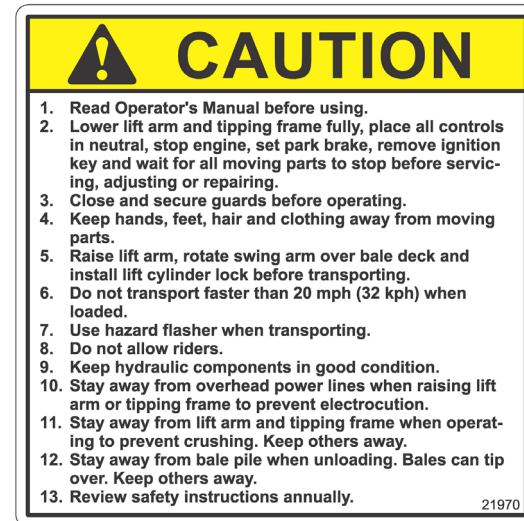 CAUTION
1. Read Operator's Manual before using.
2. Lower lift arm and tipping frame fully, place all controls
in neutral, stop engine, set park brake, remove ignition
key and wait for all moving parts to stop before servic-
ing, adjusting or repairing.
3. Close and secure guards before operating.
4. Keep hands, feet, hair and clothing away from moving
parts.
5. Raise lift arm, rotate swing arm over bale deck and
install lift cylinder lock before transporting.
6. Do not transport faster than 20 mph (32 kph) when
loaded.
7. Use hazard flasher when transporting.
8. Do not allow riders.
9. Keep hydraulic components in good condition.
10. Stay away from overhead power lines when raising lift
arm or tipping frame to prevent electrocution.
11. Stay away from lift arm and tipping frame when operat-
ing to prevent crushing. Keep others away.
12. Stay away from bale pile when unloading. Bales can tip
over. Keep others away.
13. Review safety instructions annually.
21970